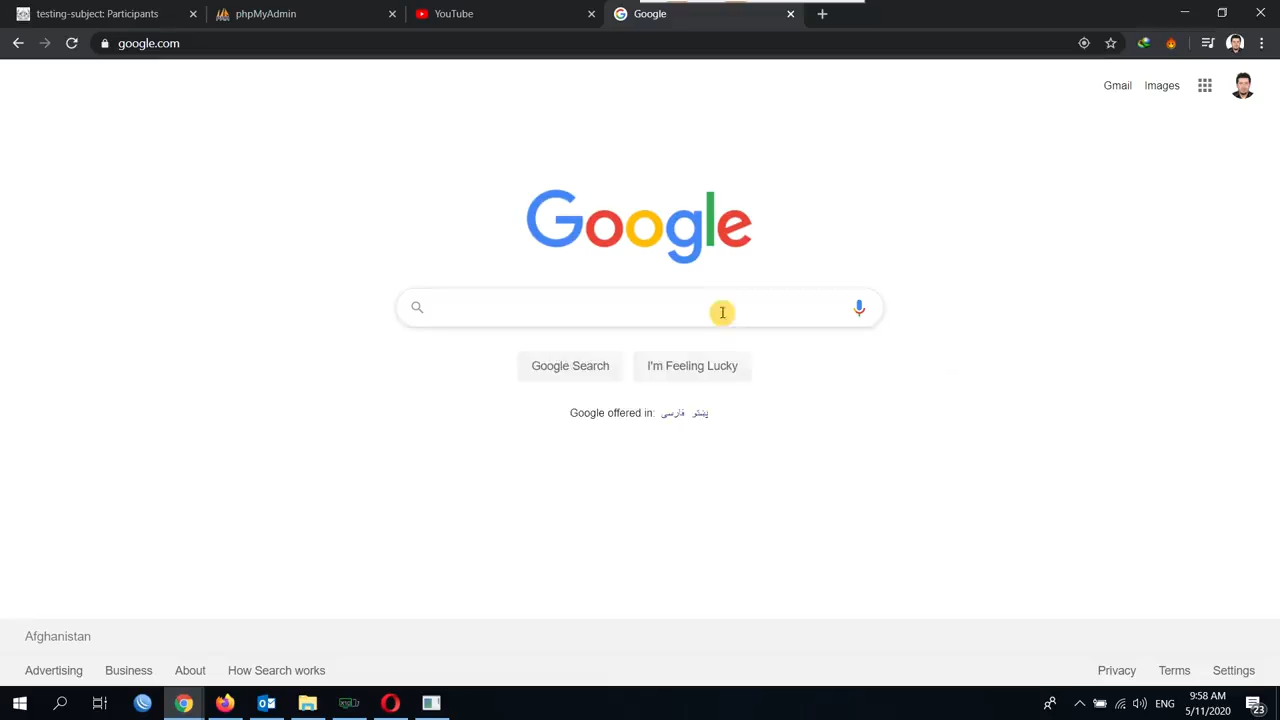 testing-subject: Participants
phpMyAdmin
YouTube
Google
google.com
Gmail Images
Google
Google Search
I'm Feeling Lucky
Google offered in: فارسی پښتو
Afghanistan
Advertising Business About How Search works
Privacy Terms Settings
ENG
9:58 AM
5/11/2020
23